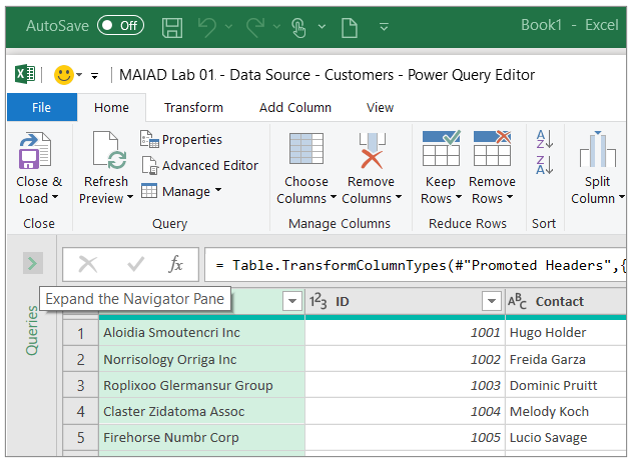 AutoSave Off Book1 - Excel
MAIAD Lab 01 - Data Source - Customers - Power Query Editor
File Home Transform Add Column View
Close & Load
Refresh Preview
Properties
Advanced Editor
Manage
Choose Columns
Remove Columns
Keep Rows
Remove Rows
Split Column
Close Query Manage Columns Reduce Rows Sort
fx = Table.TransformColumnTypes(#"Promoted Headers",{
Expand the Navigator Pane
Queries
123 ID ABC Contact
1 Aloidia Smoutencri Inc 1001 Hugo Holder
2 Norrisology Orriga Inc 1002 Freida Garza
3 Roplixoo Glermansur Group 1003 Dominic Pruitt
4 Claster Zidatoma Assoc 1004 Melody Koch
5 Firehorse Numbr Corp 1005 Lucio Savage